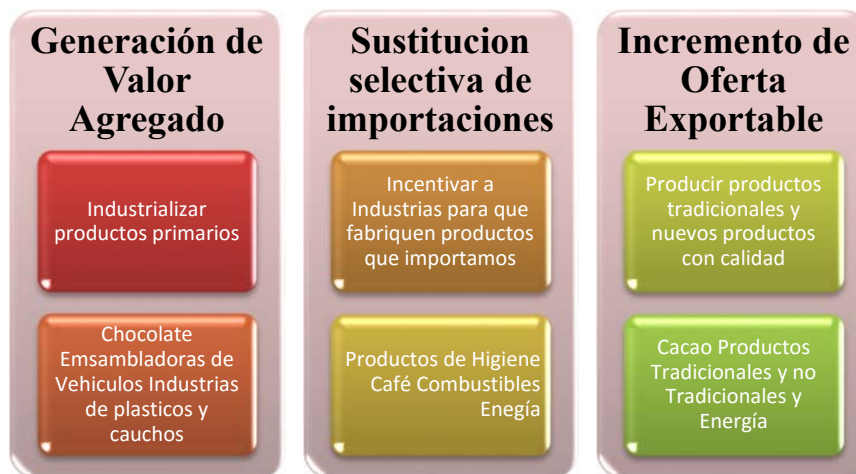 Generación de
Valor
Agregado
Industrializar
productos primarios
Chocolate
Emsambladoras de
Vehiculos Industrias
de plasticos y
cauchos
Sustitucion
selectiva de
importaciones
Incentivar a
Industrias para que
fabriquen productos
que importamos
Productos de Higiene
Café Combustibles
Enegía
Incremento de
Oferta
Exportable
Producir productos
tradicionales y
nuevos productos
con calidad
Cacao Productos
Tradicionales y no
Tradicionales y
Energía